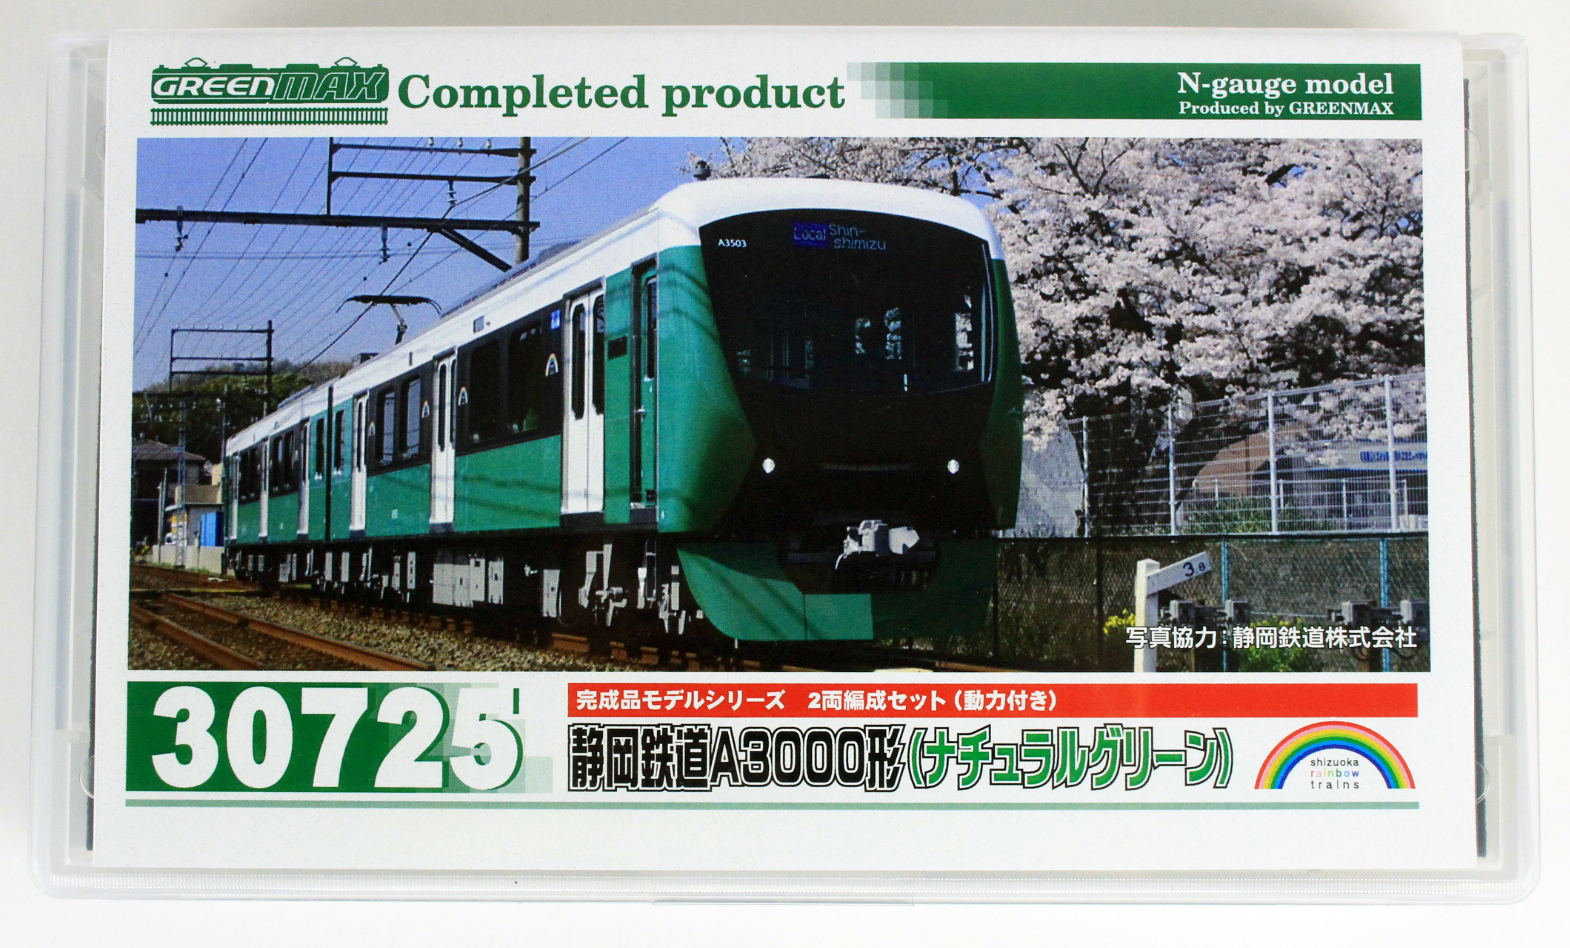 GREENMAX Completed product
N-gauge model
Produced by GREENMAX
A3503
Local Shin-shimizu
3.8
写真協力：静岡鉄道株式会社
30725
完成品モデルシリーズ　2両編成セット（動力付き）
静岡鉄道A3000形（ナチュラルグリーン）
shizuoka
rainbow
trains